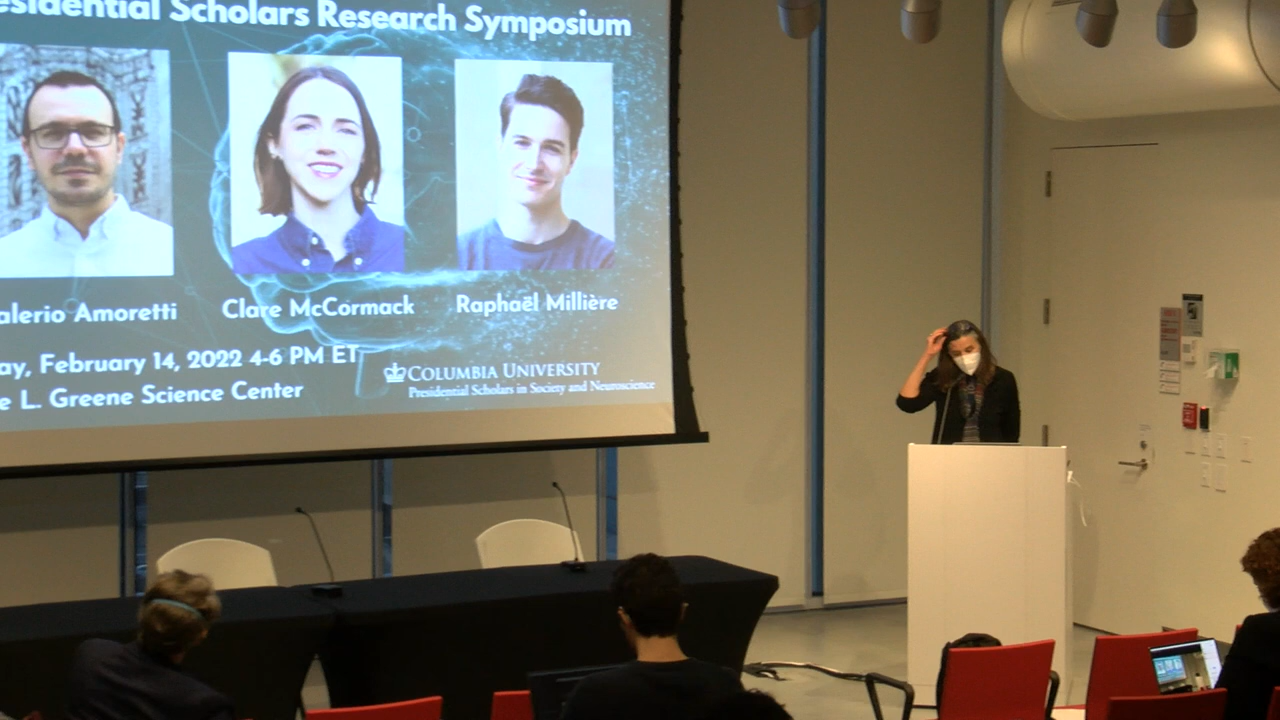 esidential Scholars Research Symposium
alerio Amoretti
Clare McCormack
Raphaël Millière
ay, February 14, 2022 4-6 PM ET
e L. Greene Science Center
COLUMBIA UNIVERSITY
Presidential Scholars in Society and Neuroscience